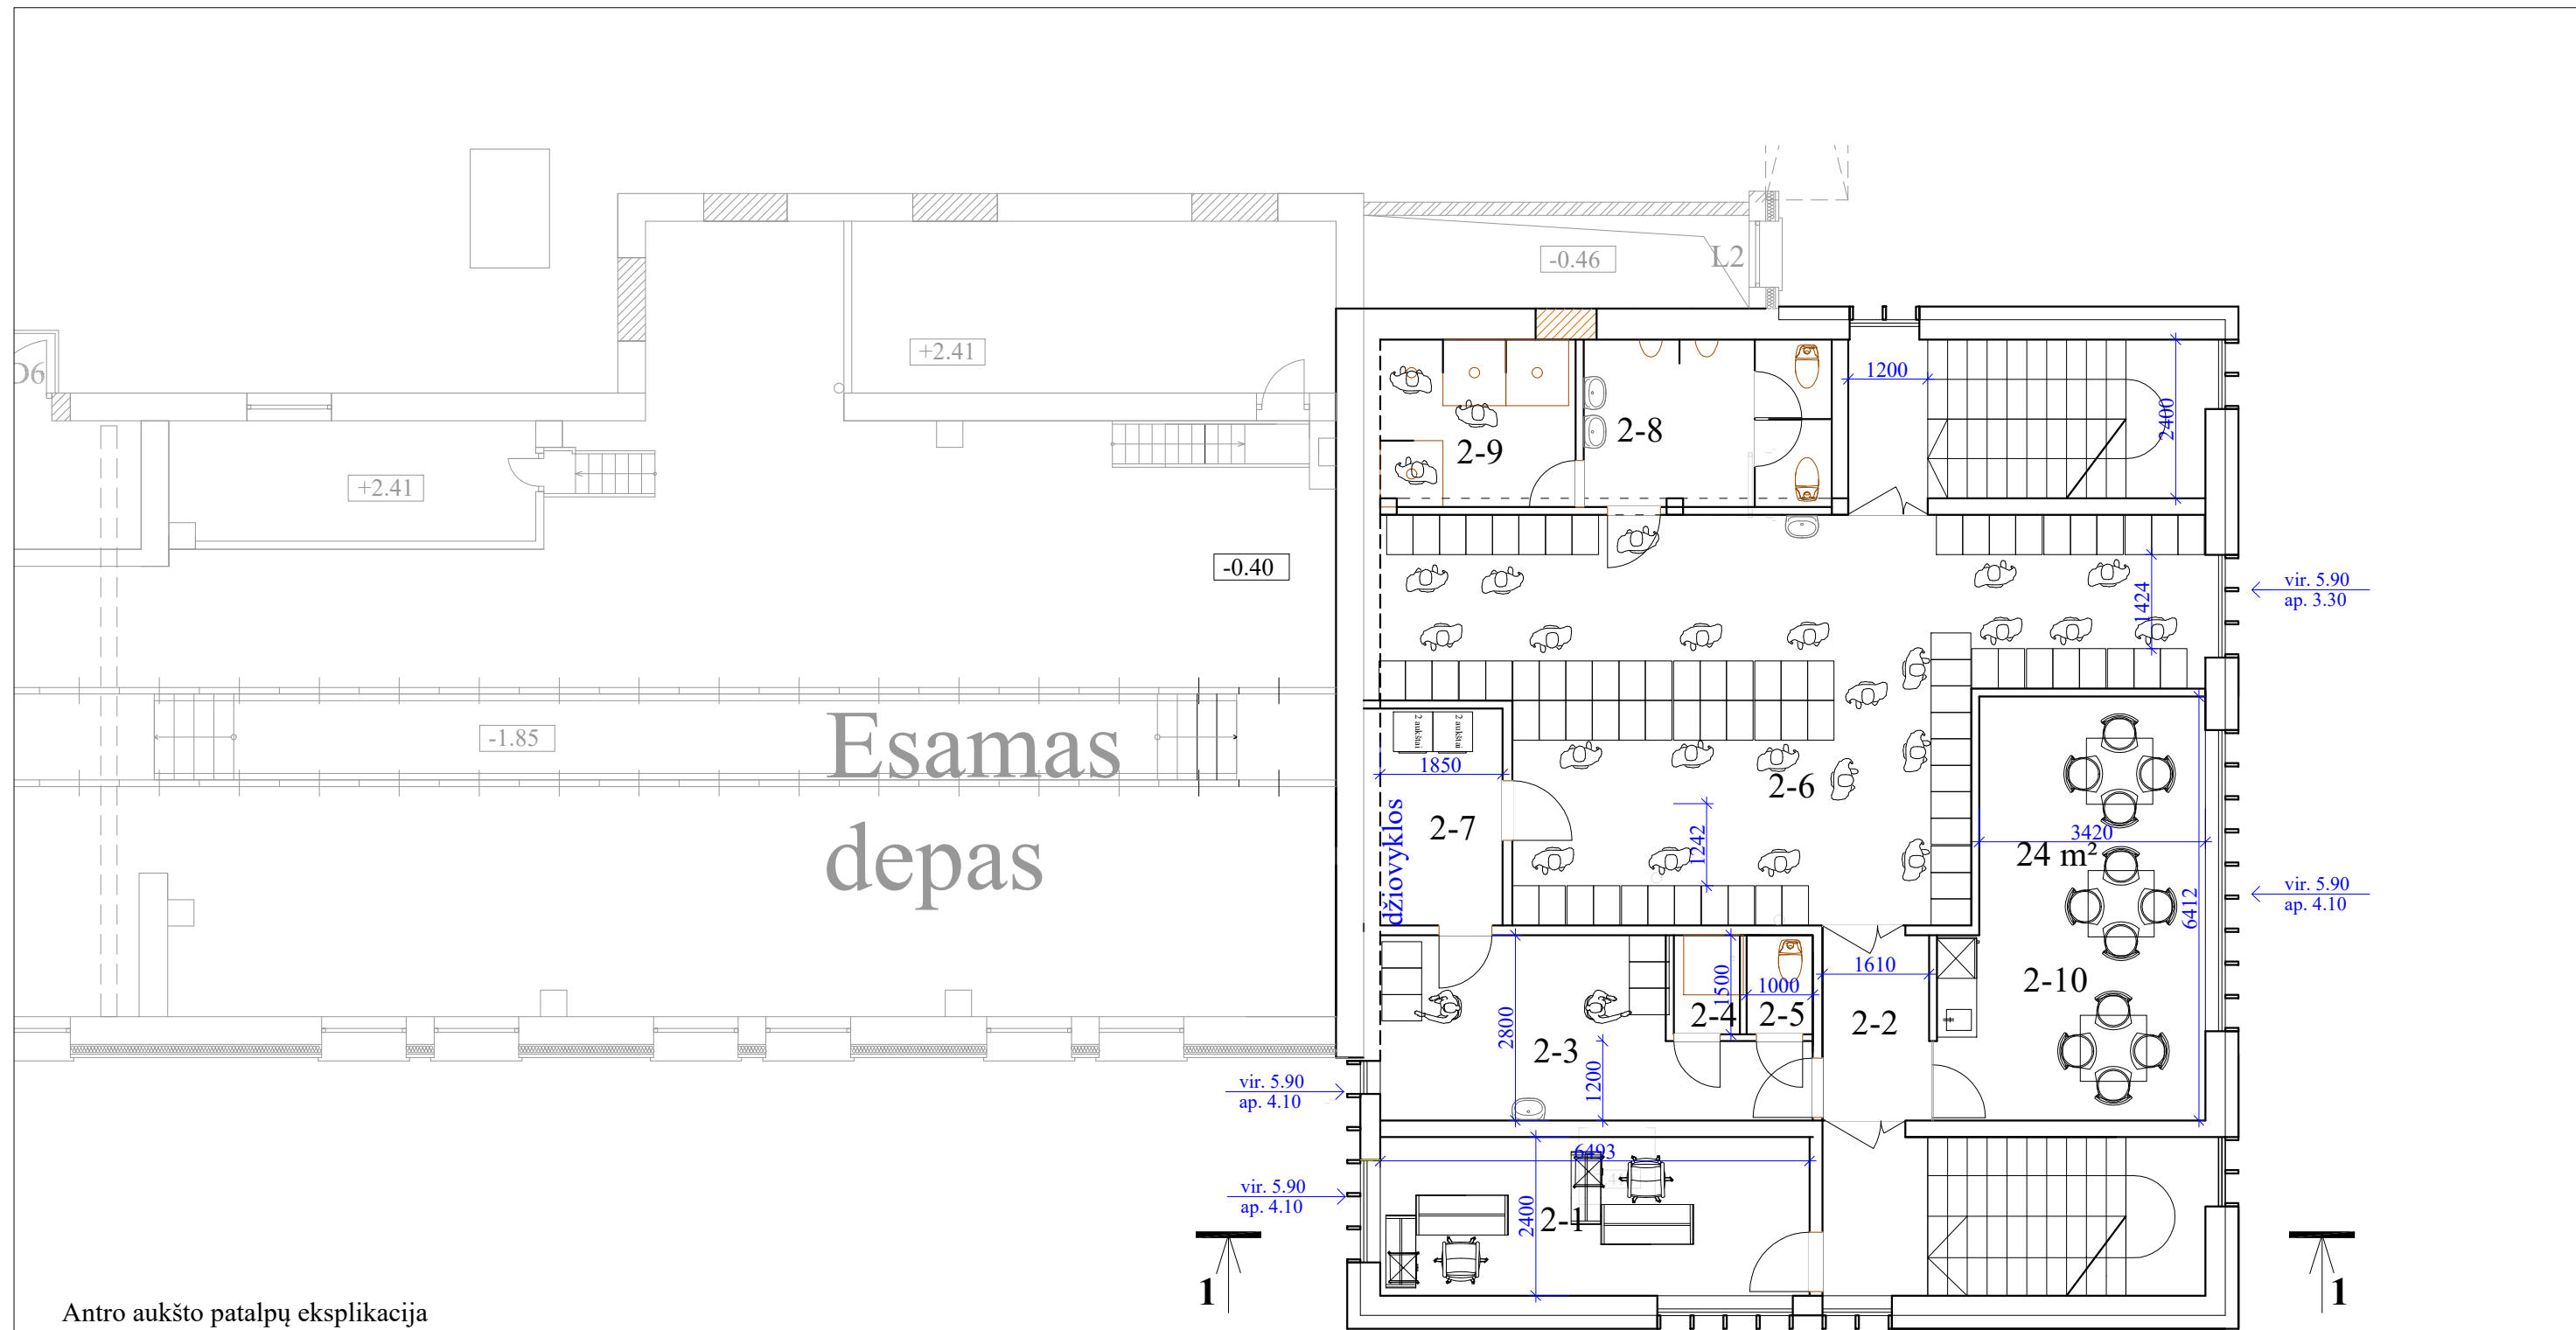 -0.46
L2
+2.41
D6
1200
2400
2-8
2-9
+2.41
-0.40
vir. 5.90
ap. 3.30
1424
Esamas
depas
-1.85
2 aukštai
2 aukštai
1850
2-6
2-7
džiovyklos
1242
3420
24 m²
vir. 5.90
ap. 4.10
6412
1610
2-10
1500
1000
2-4
2-5
2-2
2800
2-3
1200
vir. 5.90
ap. 4.10
6493
vir. 5.90
ap. 4.10
2400
2-1
1
1
Antro aukšto patalpų eksplikacija